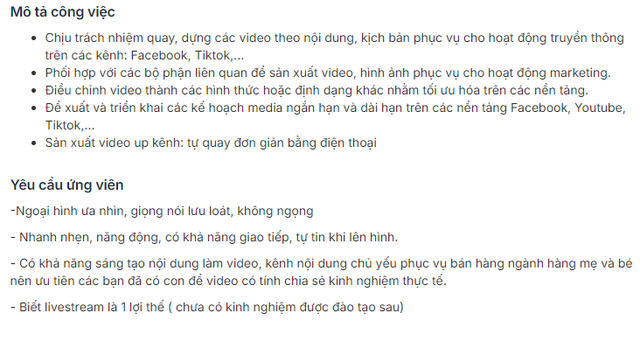 Mô tả công việc
Chịu trách nhiệm quay, dựng các video theo nội dung, kịch bản phục vụ cho hoạt động truyền thông
trên các kênh: Facebook, Tiktok,...
Phối hợp với các bộ phận liên quan để sản xuất video, hình ảnh phục vụ cho hoạt động marketing.
Điều chỉnh video thành các hình thức hoặc định dạng khác nhằm tối ưu hóa trên các nền tảng.
Đề xuất và triển khai các kế hoạch media ngắn hạn và dài hạn trên các nền tảng Facebook, Youtube,
Tiktok,...
Sản xuất video up kênh: tự quay đơn giản bằng điện thoại
Yêu cầu ứng viên
-Ngoại hình ưa nhìn, giọng nói lưu loát, không ngọng
- Nhanh nhẹn, năng động, có khả năng giao tiếp, tự tin khi lên hình.
- Có khả năng sáng tạo nội dung làm video, kênh nội dung chủ yếu phục vụ bán hàng ngành hàng mẹ và bé
nên ưu tiên các bạn đã có con để video có tính chia sẻ kinh nghiệm thực tế.
- Biết livestream là 1 lợi thế ( chưa có kinh nghiệm được đào tạo sau)